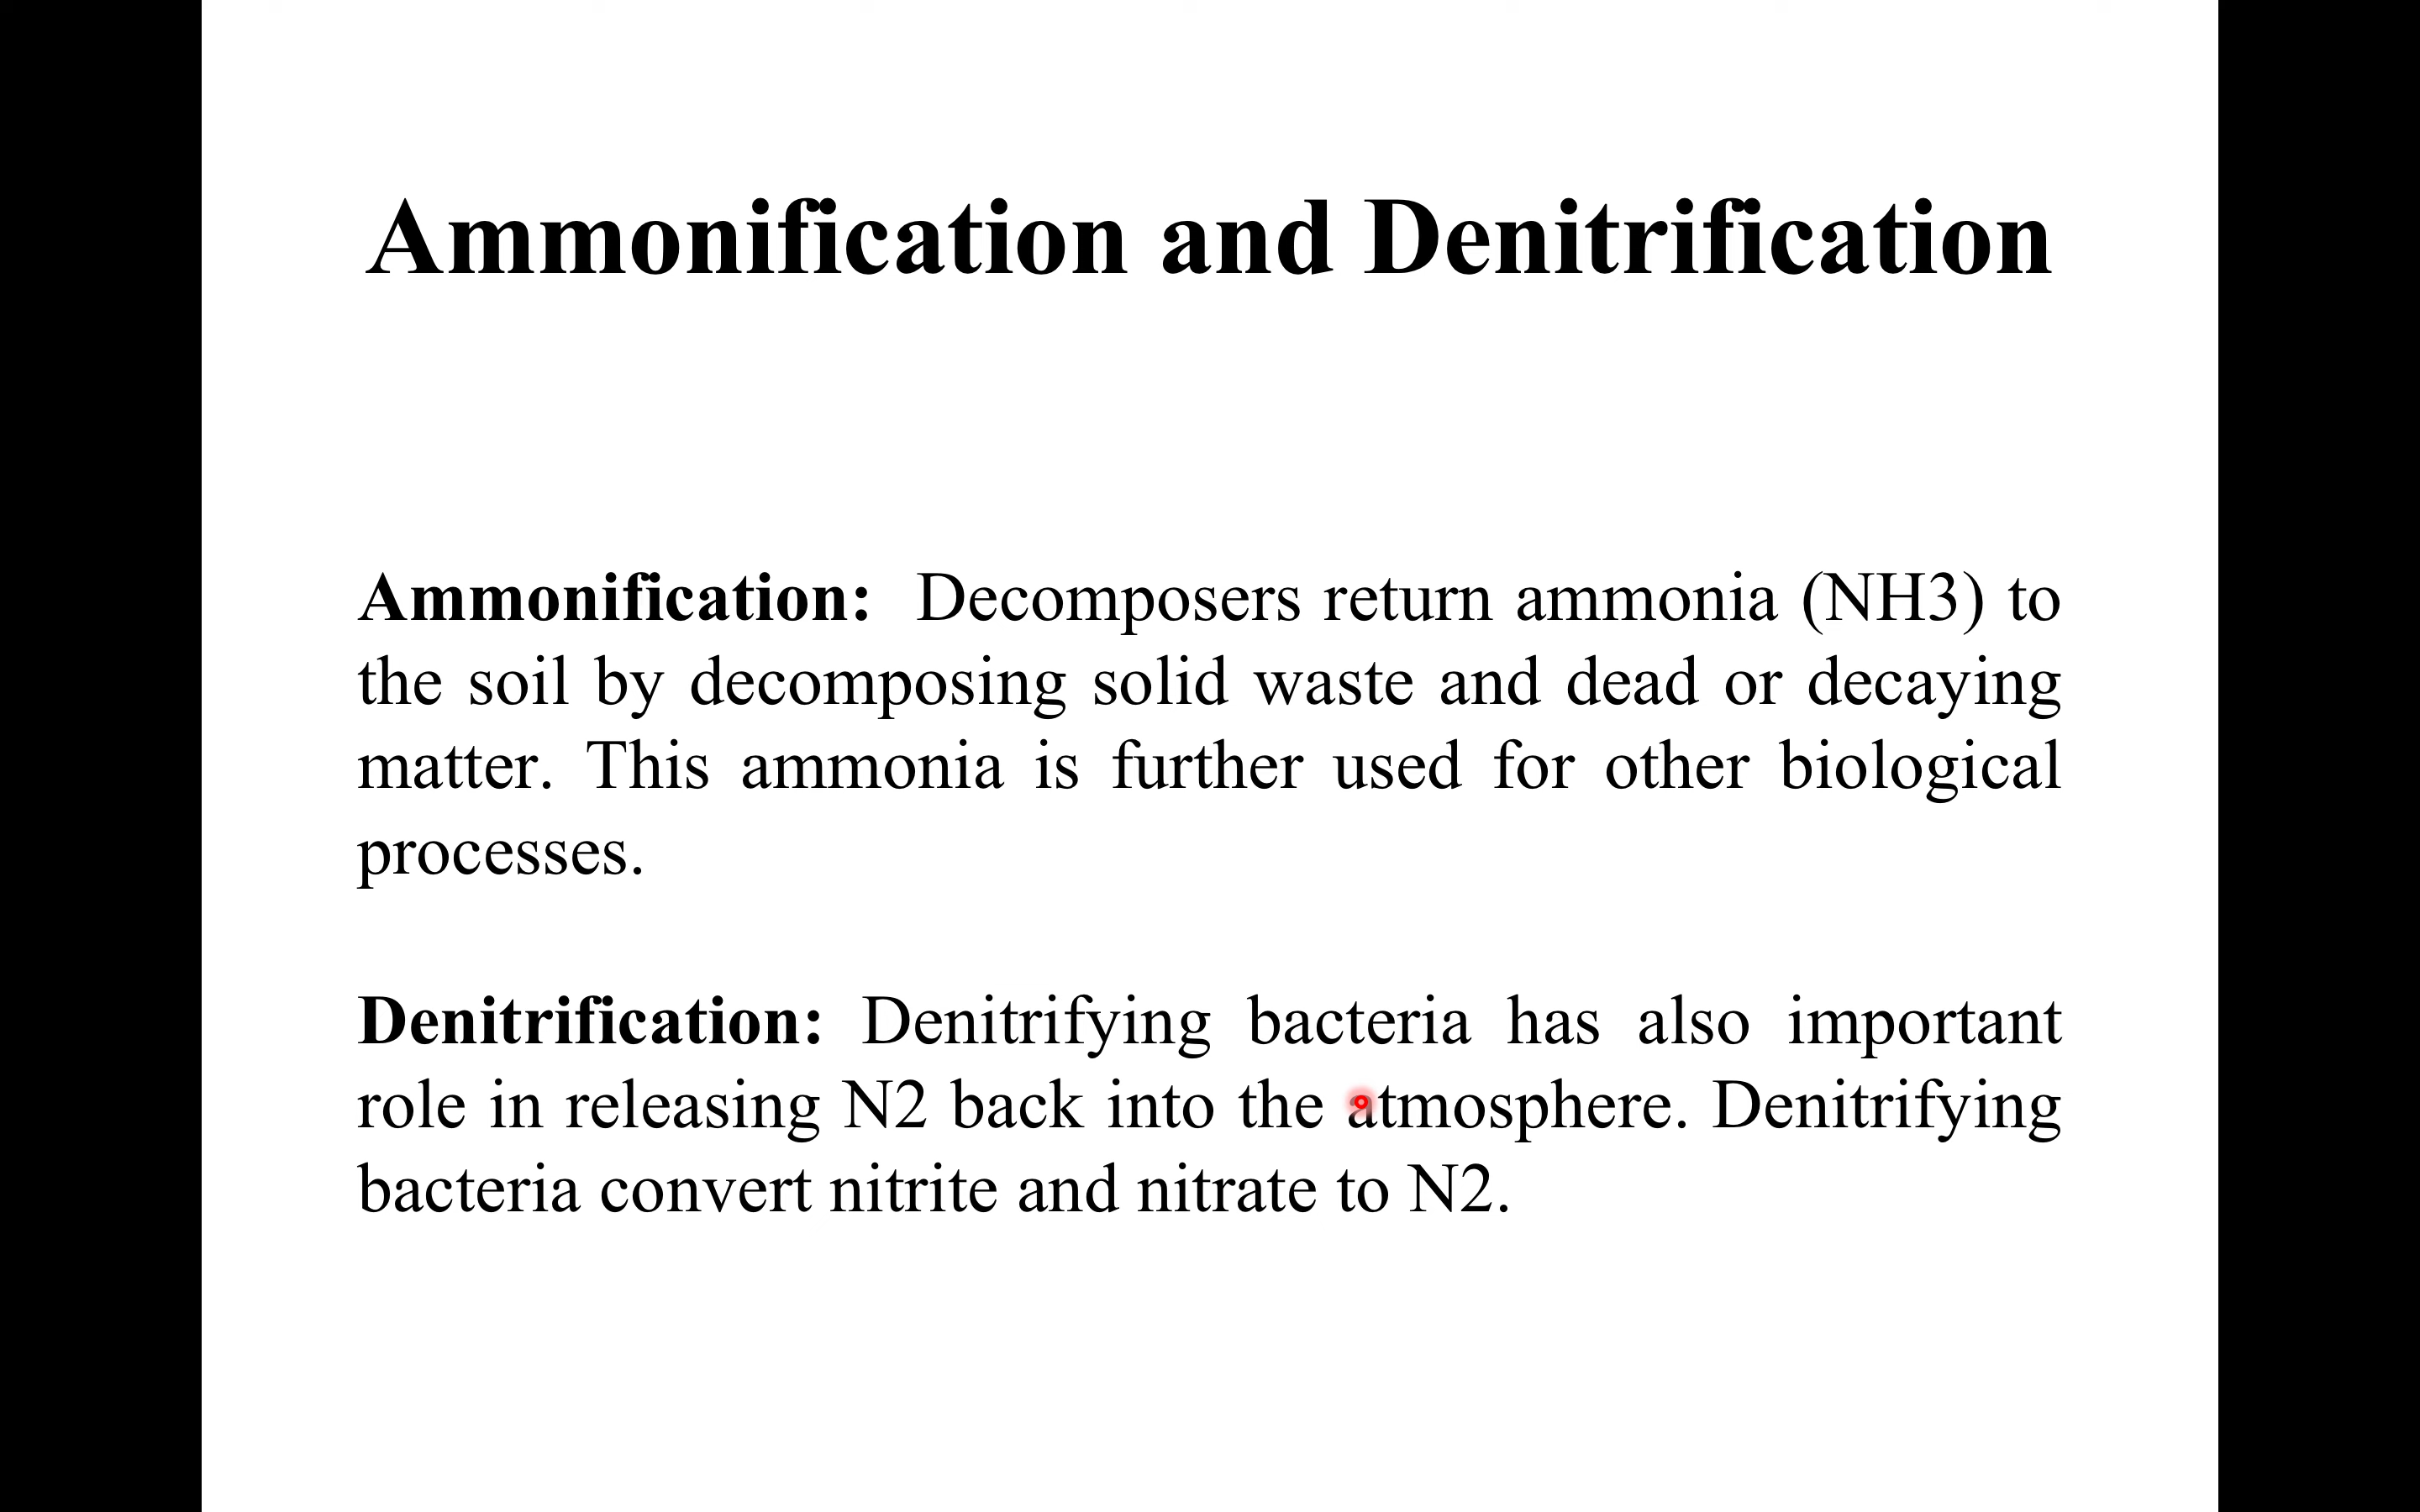 Ammonification and Denitrification
Ammonification: Decomposers return ammonia (NH3) to
the soil by decomposing solid waste and dead or decaying
matter. This ammonia is further used for other biological
processes.
Denitrification: Denitrifying bacteria has also important
role in releasing N2 back into the atmosphere. Denitrifying
bacteria convert nitrite and nitrate to N2.